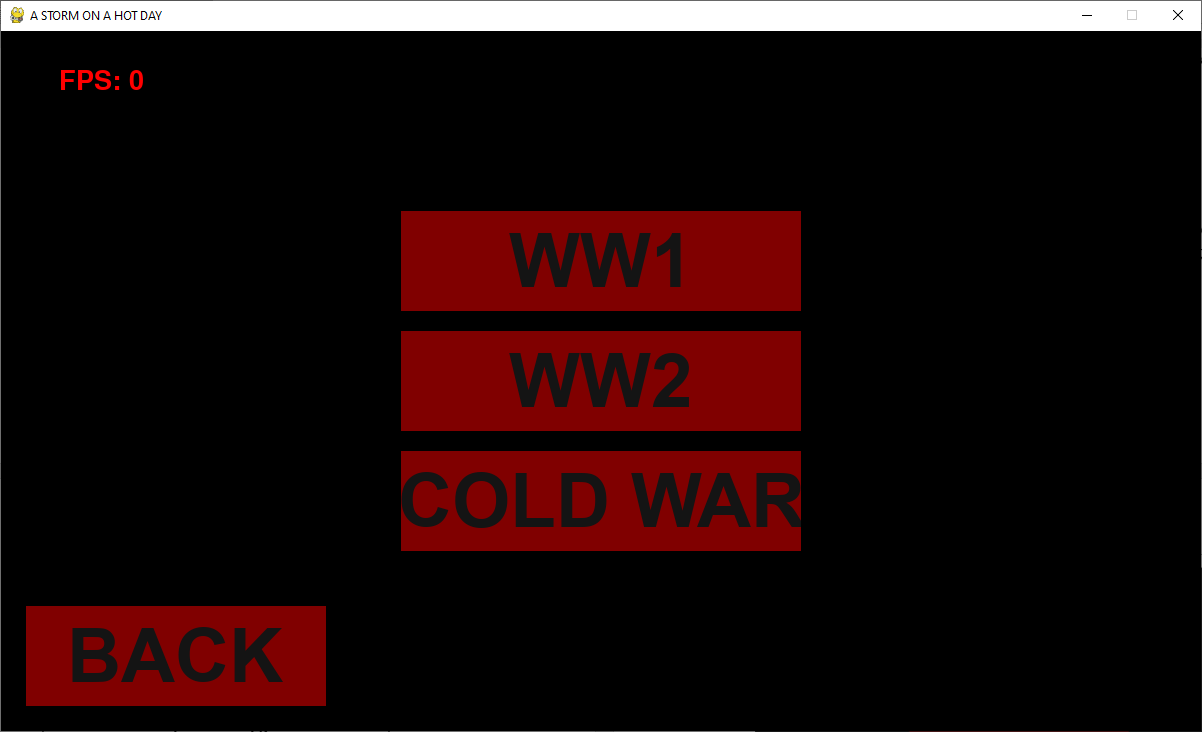 A STORM ON A HOT DAY
FPS: 0
WW1
WW2
COLD WAR
BACK